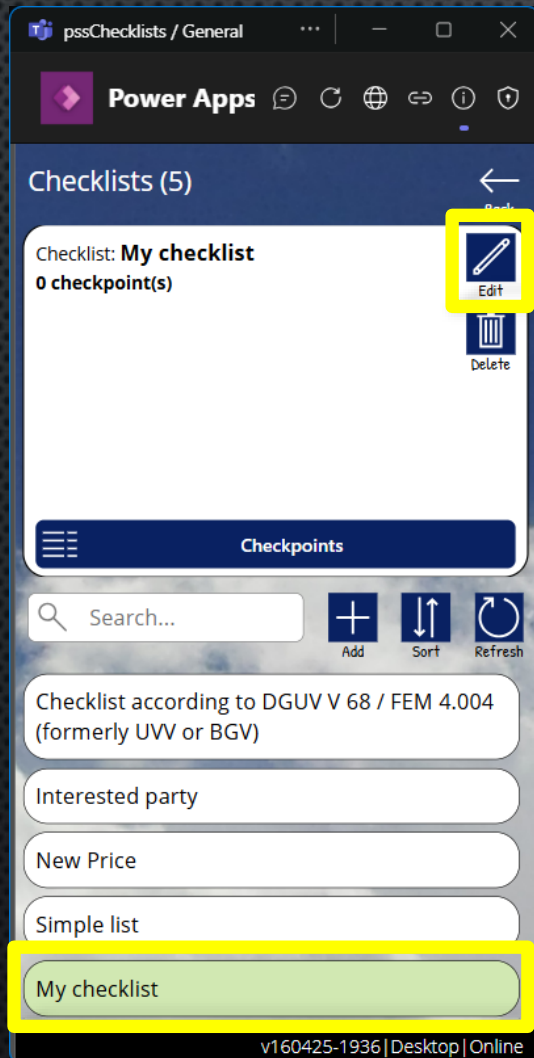 pssChecklists / General
Power Apps
Checklists (5)
Back
Checklist: My checklist
0 checkpoint(s)
Edit
Delete
Checkpoints
Search...
Add
Sort
Refresh
Checklist according to DGUV V 68 / FEM 4.004
(formerly UVV or BGV)
Interested party
New Price
Simple list
My checklist
v160425-1936|Desktop|Online